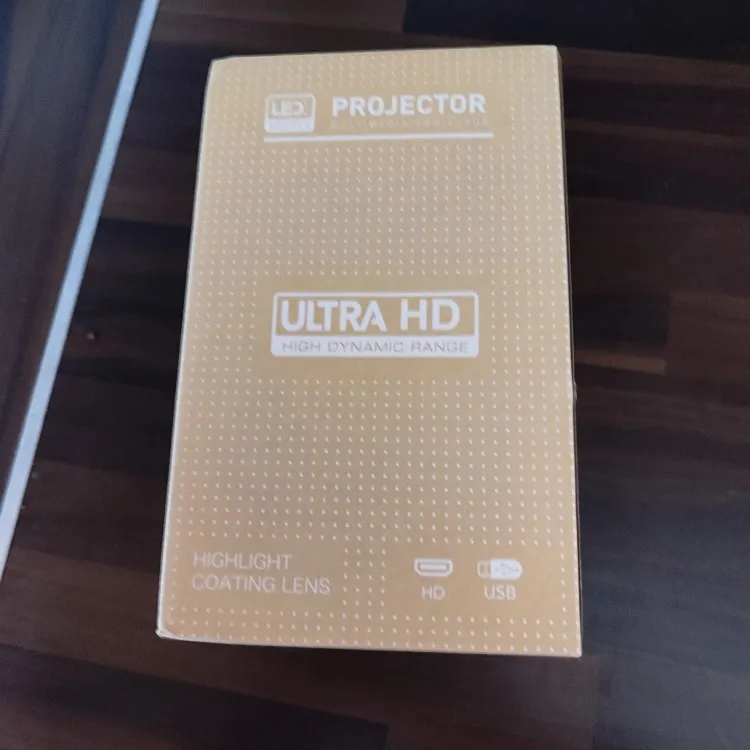 LED
PROJECTOR
ULTRA HD
HIGH DYNAMIC RANGE
HIGHLIGHT
COATING LENS
HD
USB